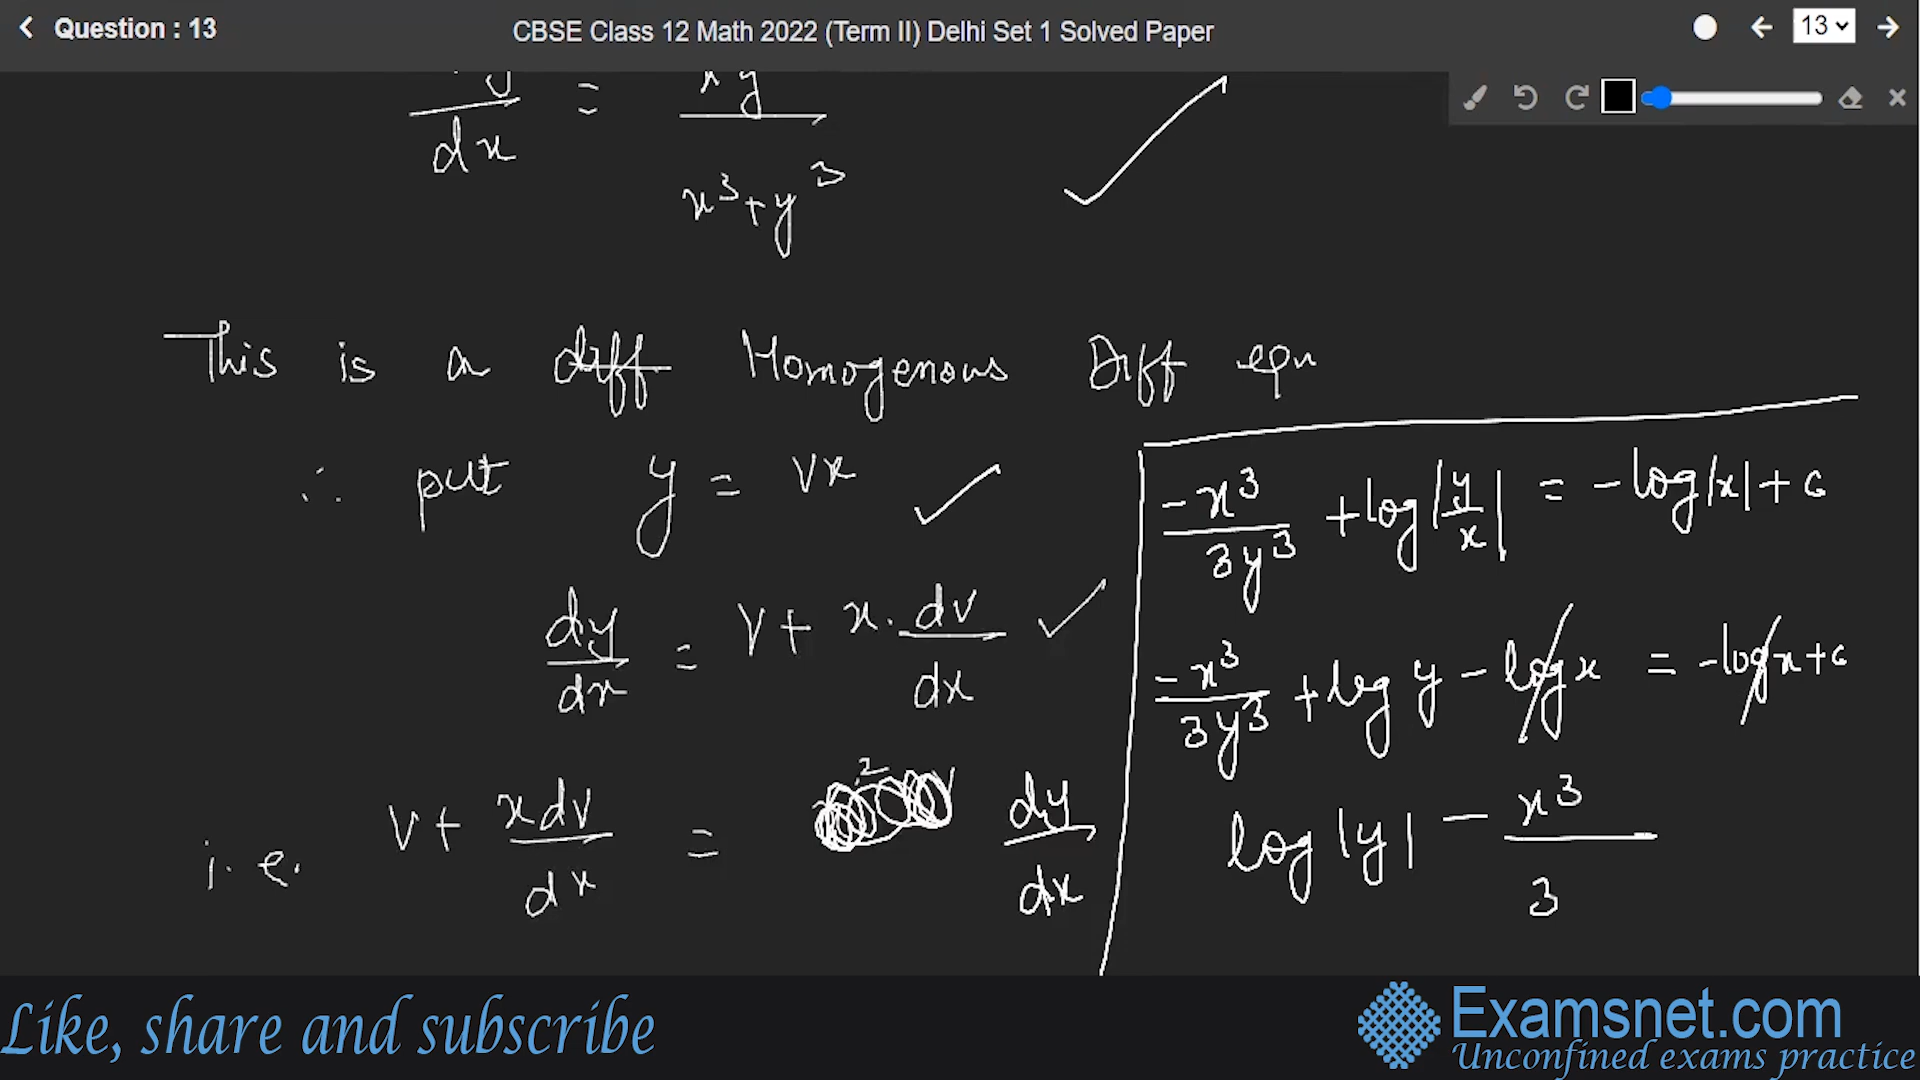 Question : 13
CBSE Class 12 Math 2022 (Term II) Delhi Set 1 Solved Paper
13
dx = xy
x³+y³
This is a diff Homogenous Diff eqn
∴ put y = vx
dy/dx = v + x. dv/dx
i.e. v + xdv/dx = dy/dx
-x³/3y³ + log|y/x| = -log|x| + c
-x³/3y³ + log y - log x = -log x + c
log|y| - x³/3
Like, share and subscribe
Examsnet.com
Unconfined exams practice